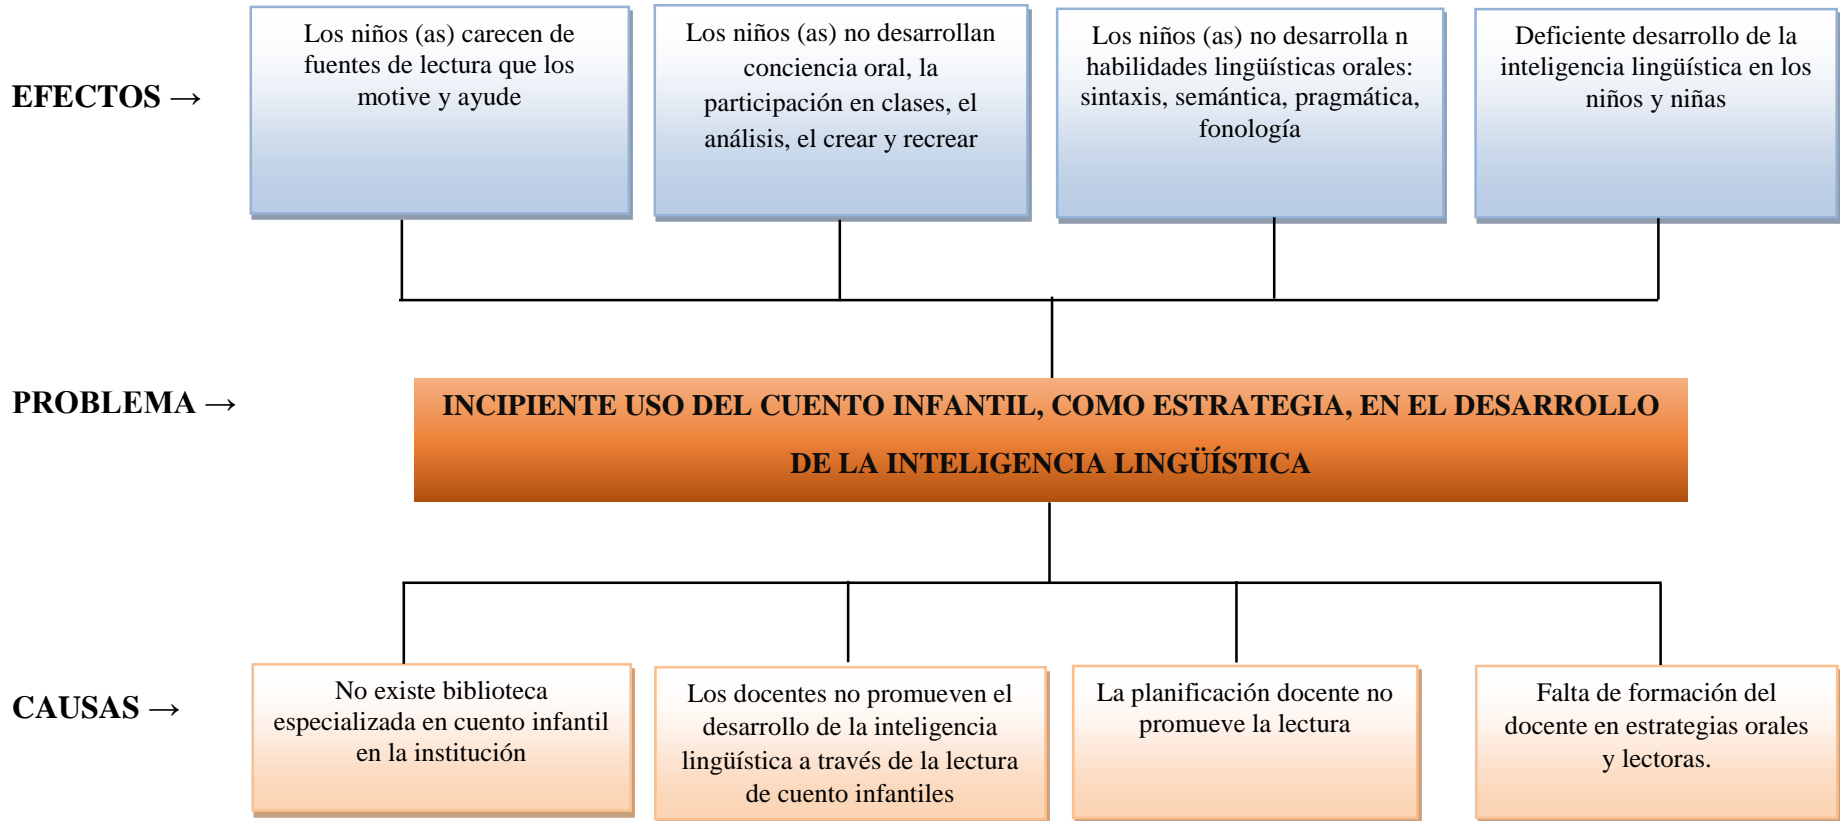 EFECTOS →
Los niños (as) carecen de
fuentes de lectura que los
motive y ayude
Los niños (as) no desarrollan
conciencia oral, la
participación en clases, el
análisis, el crear y recrear
Los niños (as) no desarrolla n
habilidades lingüísticas orales:
sintaxis, semántica, pragmática,
fonología
Deficiente desarrollo de la
inteligencia lingüística en los
niños y niñas
PROBLEMA →
INCIPIENTE USO DEL CUENTO INFANTIL, COMO ESTRATEGIA, EN EL DESARROLLO
DE LA INTELIGENCIA LINGÜÍSTICA
CAUSAS →
No existe biblioteca
especializada en cuento infantil
en la institución
Los docentes no promueven el
desarrollo de la inteligencia
lingüística a través de la lectura
de cuento infantiles
La planificación docente no
promueve la lectura
Falta de formación del
docente en estrategias orales
y lectoras.